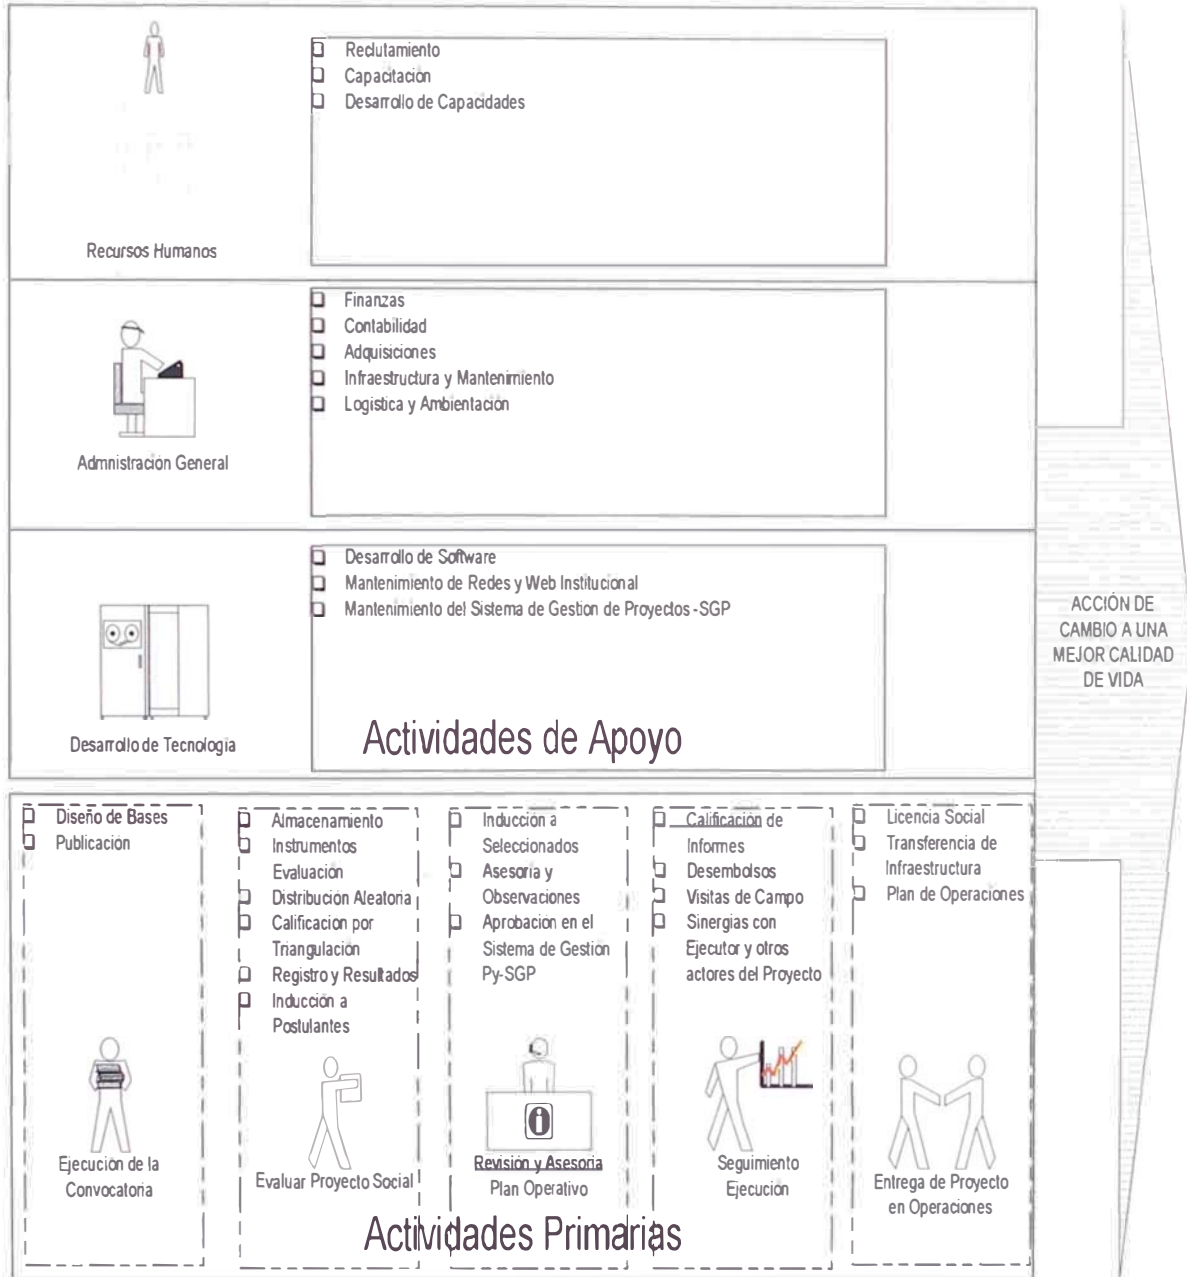 Reclutamiento
Capacitación
Desarrollo de Capacidades
Recursos Humanos
Finanzas
Contabilidad
Adquisiciones
Infraestructura y Mantenimiento
Logística y Ambientación
Admnistración General
Desarrollo de Software
Mantenimiento de Redes y Web Institucional
Mantenimiento del Sistema de Gestion de Proyectos -SGP
Desarrollo de Tecnología
Actividades de Apoyo
ACCIÓN DE
CAMBIO A UNA
MEJOR CALIDAD
DE VIDA
Diseño de Bases
Publicación
Ejecución de la
Convocatoria
Almacenamiento
Instrumentos
Evaluación
Distribución Aleatoria
Calificación por
Triangulación
Registro y Resultados
Inducción a
Postulantes
Evaluar Proyecto Social
Inducción a
Seleccionados
Asesoría y
Observaciones
Aprobación en el
Sistema de Gestión
Py-SGP
Revisión y Asesoria
Plan Operativo
Calificación de
Informes
Desembolsos
Visitas de Campo
Sinergias con
Ejecutor y otros
actores del Proyecto
Seguimiento
Ejecución
Licencia Social
Transferencia de
Infraestructura
Plan de Operaciones
Entrega de Proyecto
en Operaciones
Actividades Primarias